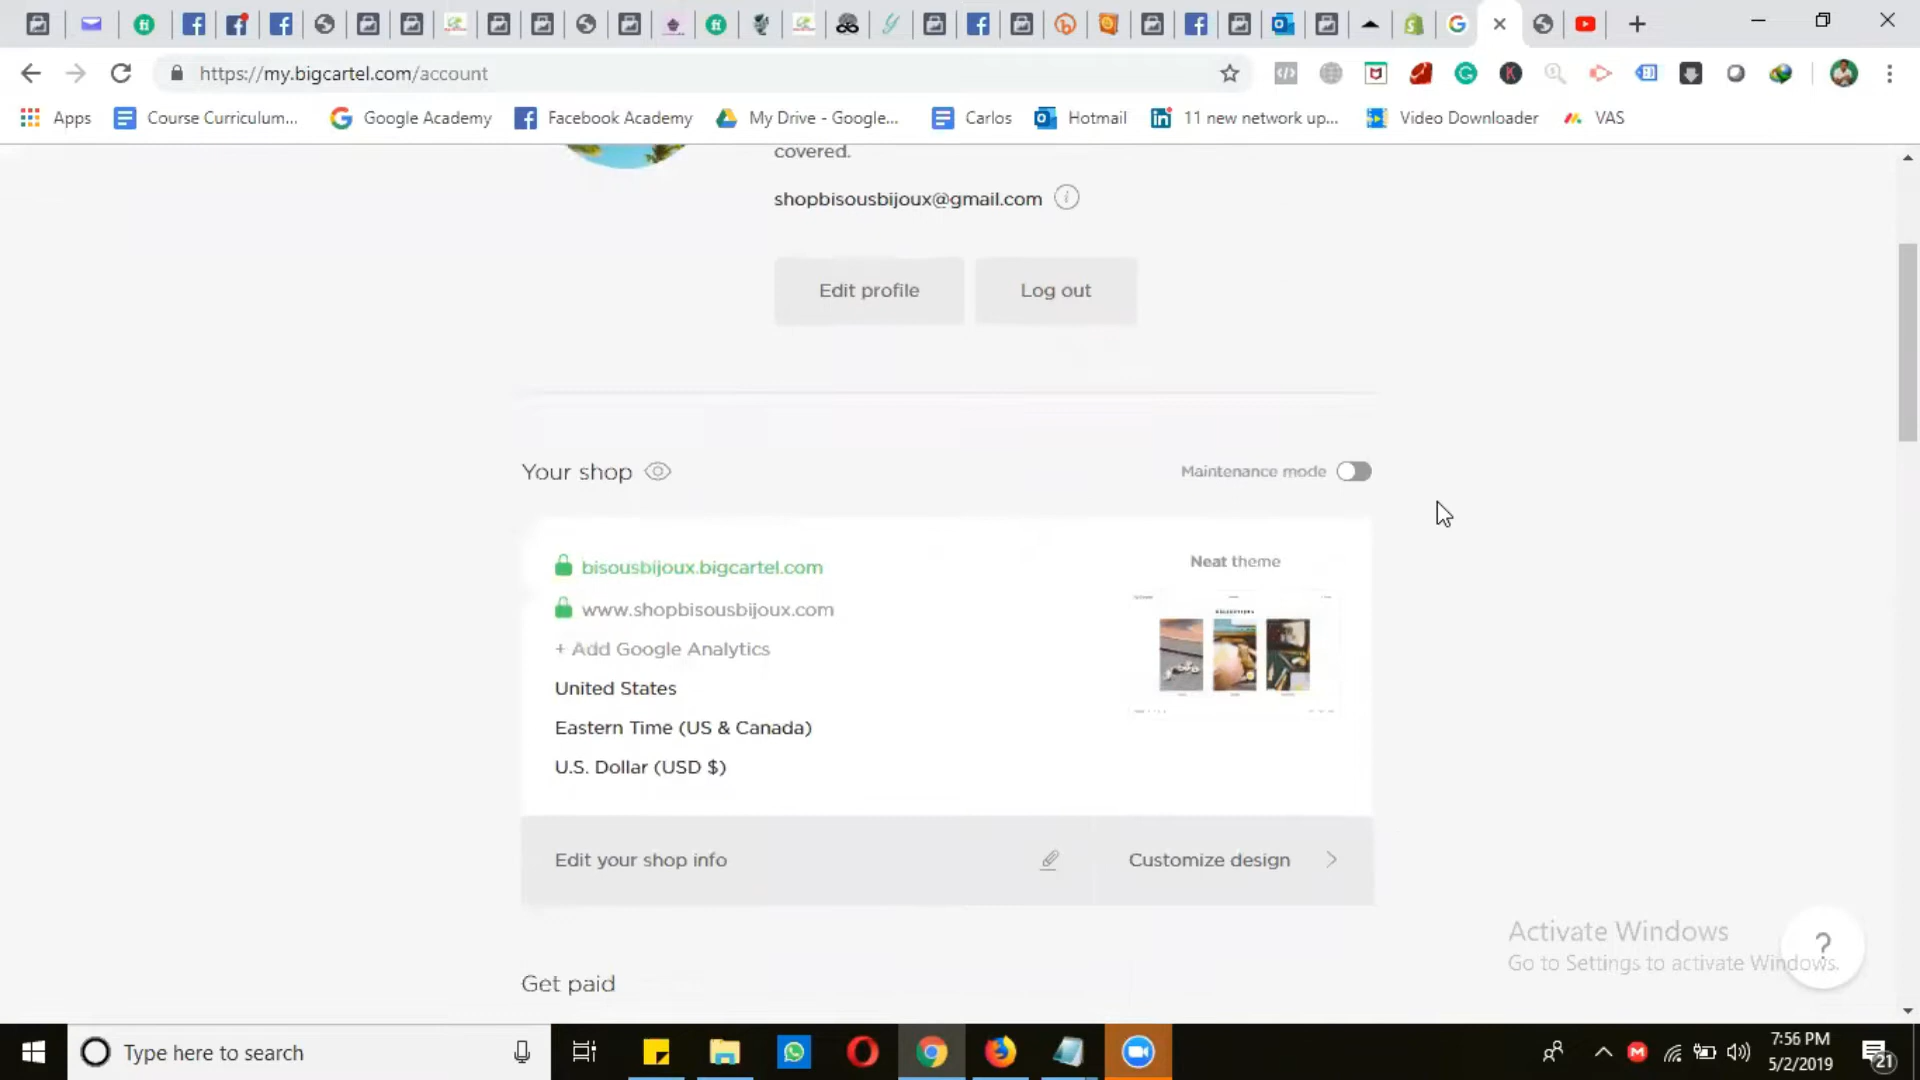 https://my.bigcartel.com/account
Apps
Course Curriculum...
Google Academy
Facebook Academy
My Drive - Google...
Carlos
Hotmail
11 new network up...
Video Downloader
VAS
covered.
shopbisousbijoux@gmail.com
Edit profile
Log out
Your shop
Maintenance mode
bisousbijoux.bigcartel.com
www.shopbisousbijoux.com
+ Add Google Analytics
United States
Eastern Time (US & Canada)
U.S. Dollar (USD $)
Neat theme
Edit your shop info
Customize design
Get paid
Activate Windows
Go to Settings to activate Windows.
?
Type here to search
7:56 PM
5/2/2019
21